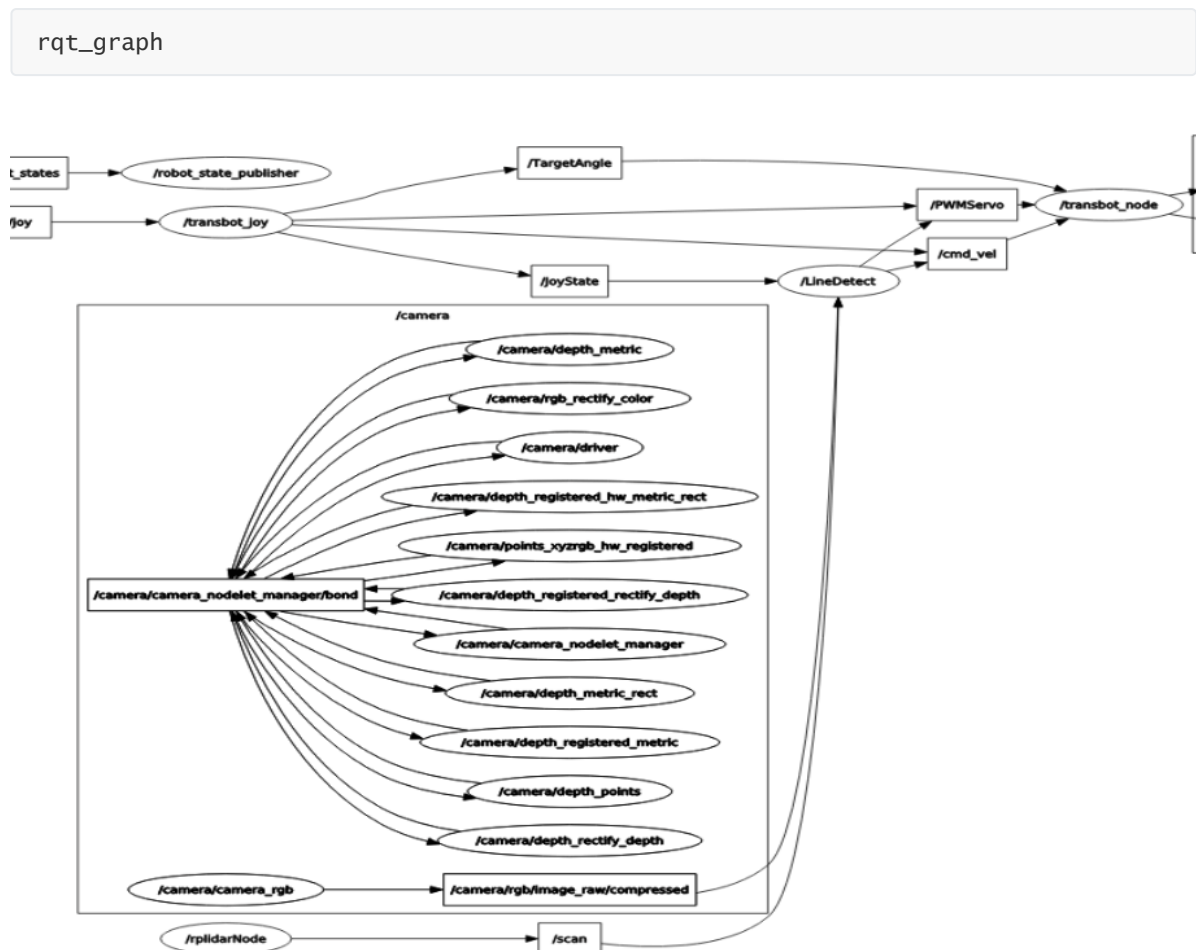 rqt_graph
/TargetAngle
t_states
/robot_state_publisher
/PWMServo
/transbot_node
/joy
/transbot_joy
/cmd_vel
/JoyState
/LineDetect
/camera
/camera/depth_metric
/camera/rgb_rectify_color
/camera/driver
/camera/depth_registered_hw_metric_rect
/camera/points_xyzrgb_hw_registered
/camera/camera_nodelet_manager/bond
/camera/depth_registered_rectify_depth
/camera/camera_nodelet_manager
/camera/depth_metric_rect
/camera/depth_registered_metric
/camera/depth_points
/camera/depth_rectify_depth
/camera/camera_rgb
/camera/rgb/image_raw/compressed
/rplidarNode
/scan